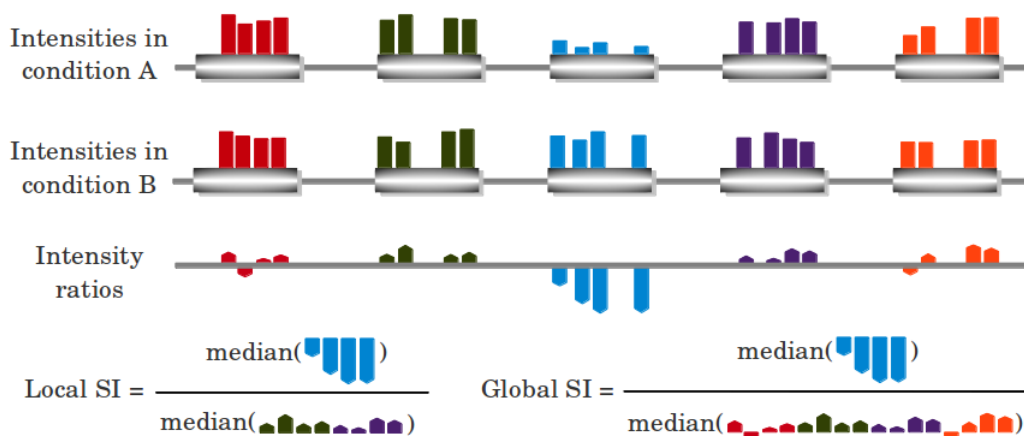 Intensities in
condition A
Intensities in
condition B
Intensity
ratios
Local SI =
median( )
median( )
Global SI =
median( )
median( )